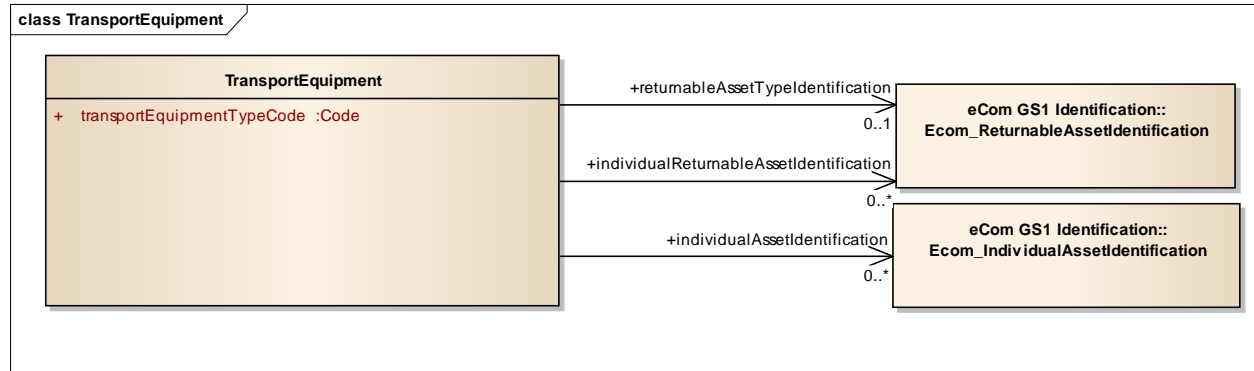 class TransportEquipment
TransportEquipment
+ transportEquipmentTypeCode :Code
+returnableAssetTypeIdentification
0..1
+individualReturnableAssetIdentification
0..*
+individualAssetIdentification
0..*
eCom GS1 Identification::
Ecom_ReturnableAssetIdentification
eCom GS1 Identification::
Ecom_IndividualAssetIdentification